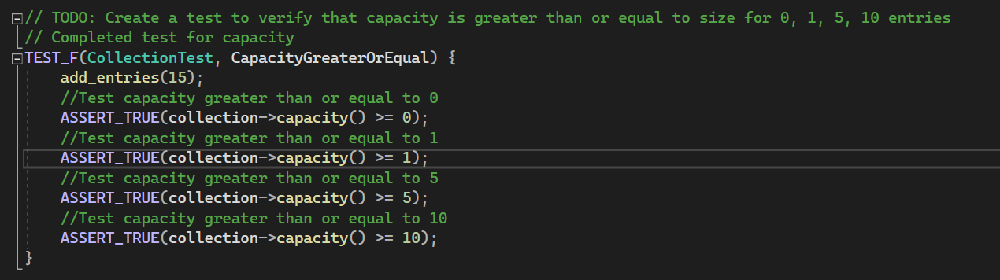 // TODO: Create a test to verify that capacity is greater than or equal to size for 0, 1, 5, 10 entries
// Completed test for capacity
TEST_F(CollectionTest, CapacityGreaterOrEqual) {
    add_entries(15);
    //Test capacity greater than or equal to 0
    ASSERT_TRUE(collection->capacity() >= 0);
    //Test capacity greater than or equal to 1
    ASSERT_TRUE(collection->capacity() >= 1);
    //Test capacity greater than or equal to 5
    ASSERT_TRUE(collection->capacity() >= 5);
    //Test capacity greater than or equal to 10
    ASSERT_TRUE(collection->capacity() >= 10);
}